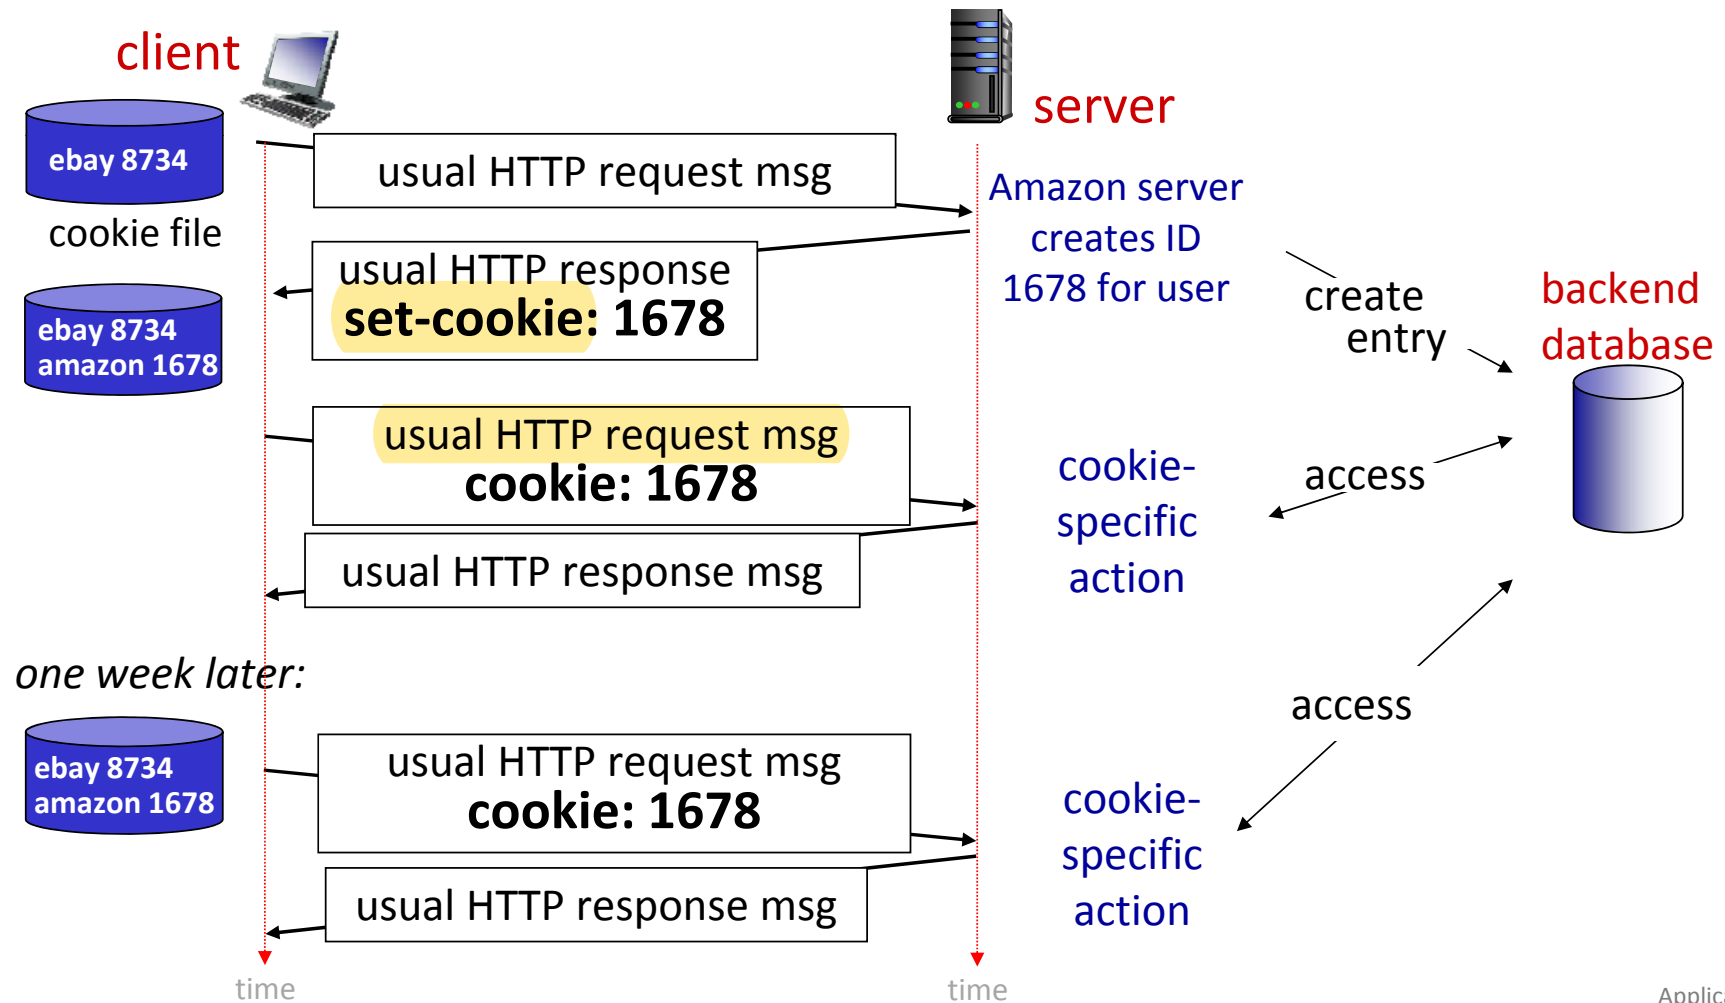 client
server
ebay 8734
usual HTTP request msg
cookie file
Amazon server
creates ID
1678 for user
usual HTTP response
set-cookie: 1678
create
entry
backend
database
ebay 8734
amazon 1678
usual HTTP request msg
cookie: 1678
cookie-
specific
action
access
usual HTTP response msg
one week later:
access
ebay 8734
amazon 1678
usual HTTP request msg
cookie: 1678
cookie-
specific
action
usual HTTP response msg
time
time